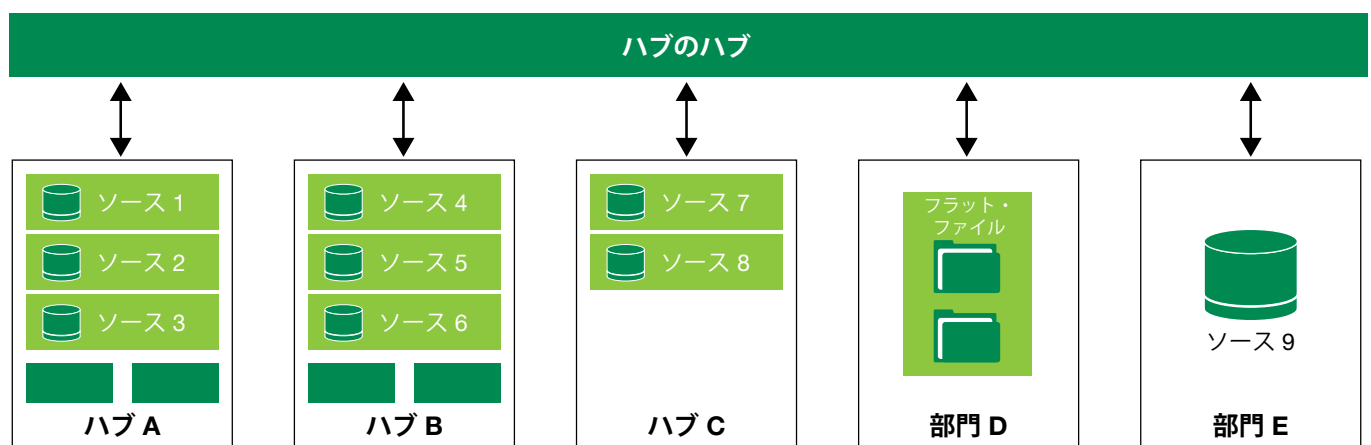 ハブのハブ
ソース 1
ソース 2
ソース 3
ハブ A
ソース 4
ソース 5
ソース 6
ハブ B
ソース 7
ソース 8
ハブ C
フラット・
ファイル
部門 D
ソース 9
部門 E